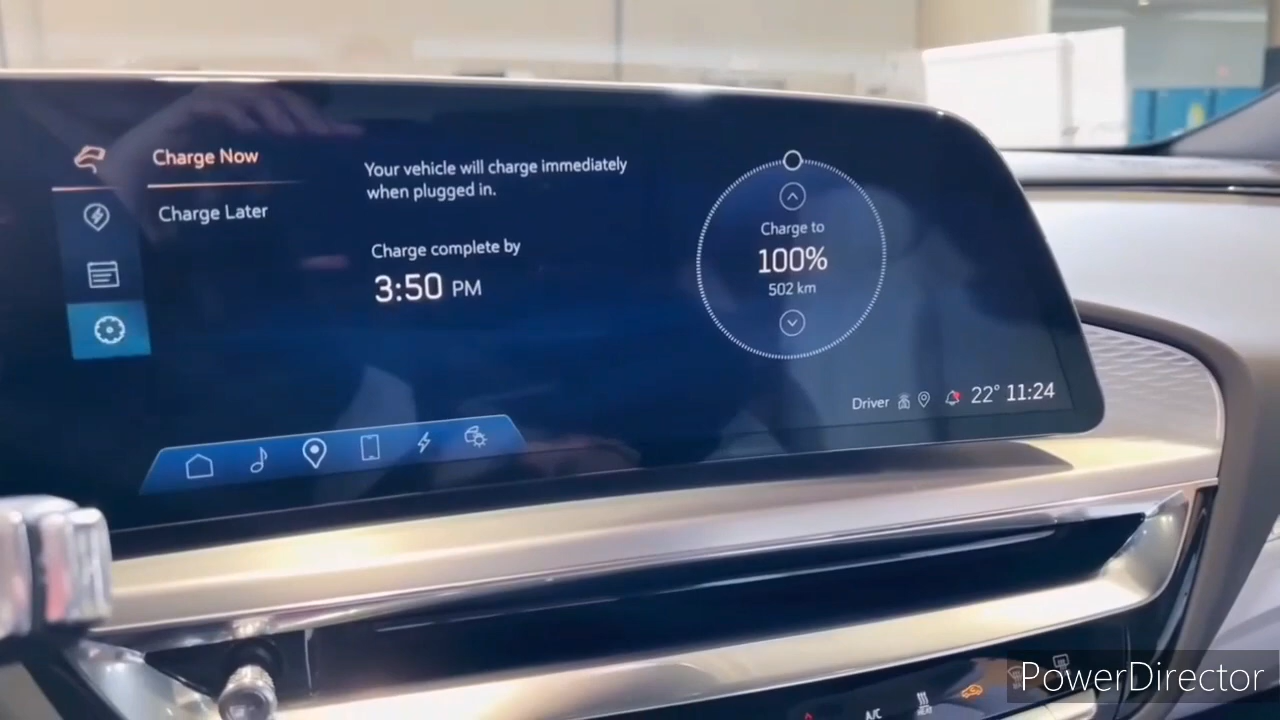 Charge Now
Charge Later
Your vehicle will charge immediately
when plugged in.
Charge complete by
3:50 PM
Charge to
100%
502 km
Driver 22° 11:24
A/C
PowerDirector